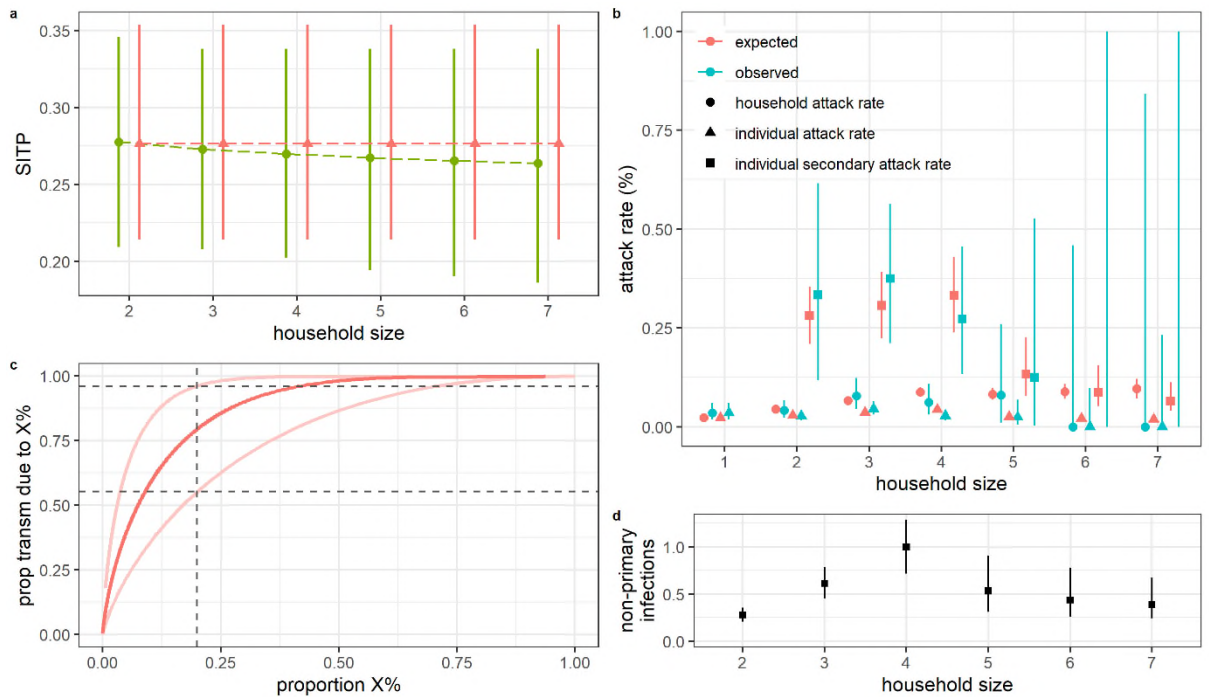 a
0.35
0.30
0.25
0.20
SITP
2 3 4 5 6 7
household size
b
1.00
0.75
0.50
0.25
0.00
attack rate (%)
expected
observed
household attack rate
individual attack rate
individual secondary attack rate
1 2 3 4 5 6 7
household size
c
1.00
0.75
0.50
0.25
0.00
prop transm due to X%
0.00 0.25 0.50 0.75 1.00
proportion X%
d
1.0
0.5
0.0
non-primary
infections
2 3 4 5 6 7
household size